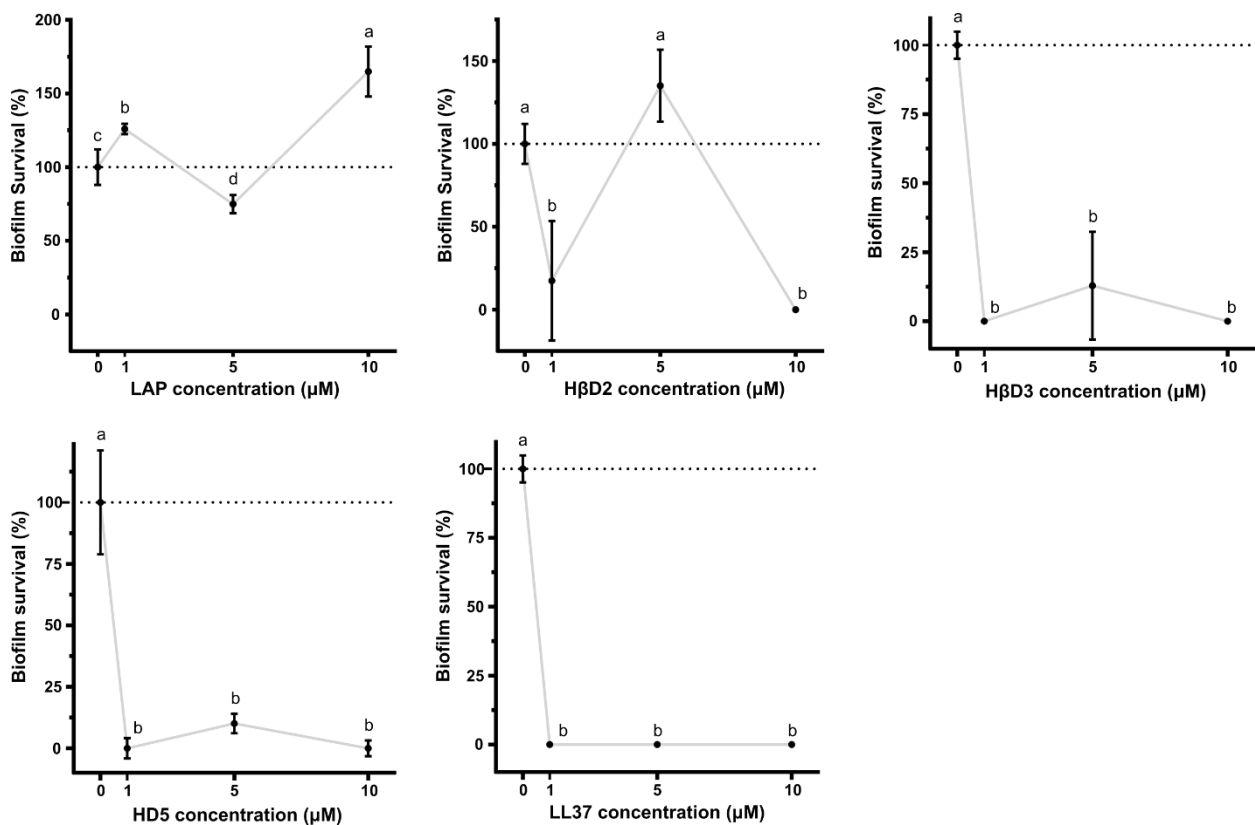 200
150
100
50
0
Biofilm Survival (%)
c
b
d
a
0 1 5 10
LAP concentration (µM)
150
100
50
0
Biofilm Survival (%)
a
b
a
b
0 1 5 10
HβD2 concentration (µM)
100
75
50
25
0
Biofilm survival (%)
a
b
b
b
0 1 5 10
HβD3 concentration (µM)
100
75
50
25
0
Biofilm survival (%)
a
b
b
b
0 1 5 10
HD5 concentration (µM)
100
75
50
25
0
Biofilm survival (%)
a
b
b
b
0 1 5 10
LL37 concentration (µM)